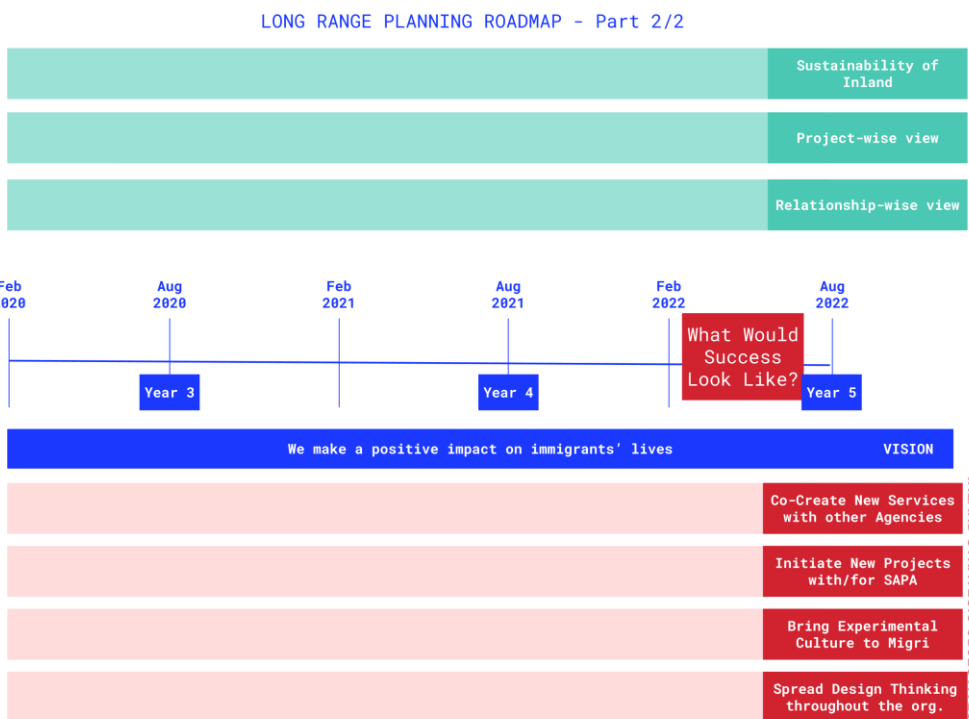 LONG RANGE PLANNING ROADMAP - Part 2/2
Sustainability of
Inland
Project-wise view
Relationship-wise view
Feb
2020
Aug
2020
Feb
2021
Aug
2021
Feb
2022
Aug
2022
What Would
Success
Look Like?
Year 3
Year 4
Year 5
We make a positive impact on immigrants' lives
VISION
Co-Create New Services
with other Agencies
Initiate New Projects
with/for SAPA
Bring Experimental
Culture to Migri
Spread Design Thinking
throughout the org.